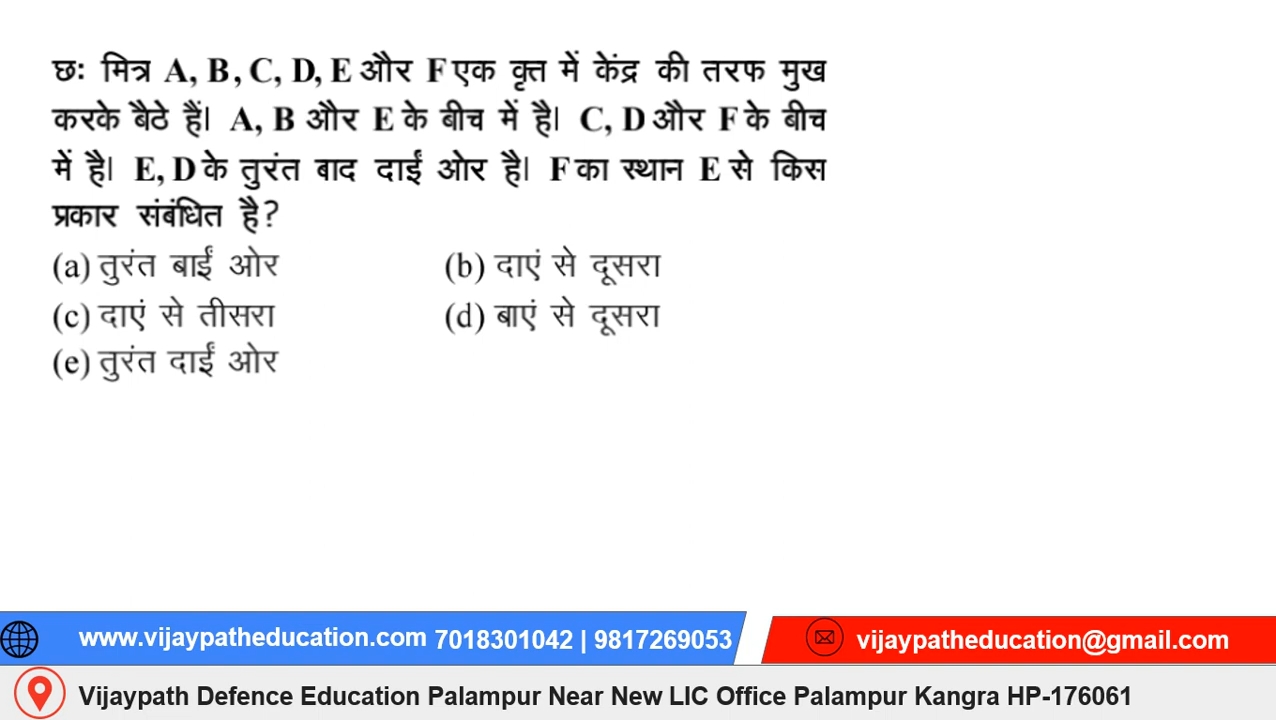 छः मित्र A, B, C, D, E और F एक वृत्त में केंद्र की तरफ मुख
करके बैठे हैं। A, B और E के बीच में है। C, D और F के बीच
में है। E, D के तुरंत बाद दाईं ओर है। F का स्थान E से किस
प्रकार संबंधित है?
(a) तुरंत बाईं ओर (b) दाएं से दूसरा
(c) दाएं से तीसरा (d) बाएं से दूसरा
(e) तुरंत दाईं ओर
www.vijaypatheducation.com 7018301042 | 9817269053 vijaypatheducation@gmail.com
Vijaypath Defence Education Palampur Near New LIC Office Palampur Kangra HP-176061